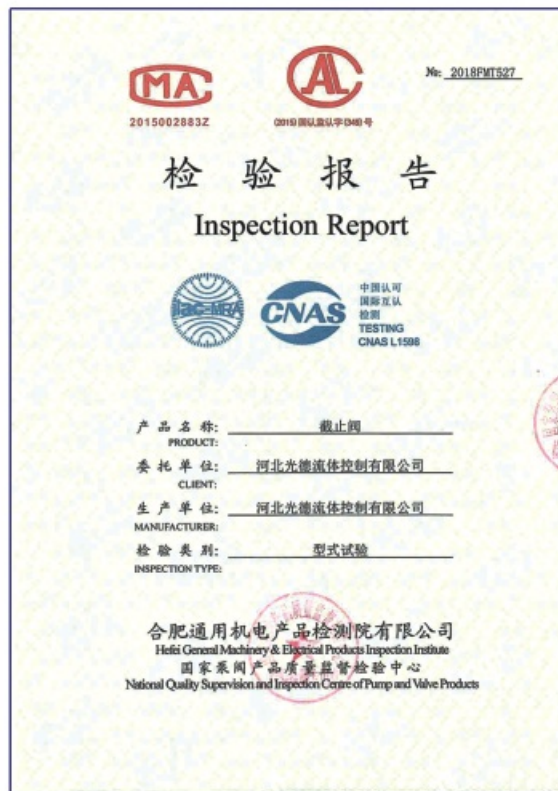 №: 2018FMT527
MA
2015002883Z
AL
(2015)国认监认字(348)号
检验报告
Inspection Report
ilac-MRA
CNAS
中国认可
国际互认
检测
TESTING
CNAS L1598
产品名称: 截止阀
PRODUCT:
委托单位: 河北光德流体控制有限公司
CLIENT:
生产单位: 河北光德流体控制有限公司
MANUFACTURER:
检验类别: 型式试验
INSPECTION TYPE:
合肥通用机电产品检测院有限公司
Hefei General Machinery & Electrical Products Inspection Institute
国家泵阀产品质量监督检验中心
National Quality Supervision and Inspection Centre of Pump and Valve Products